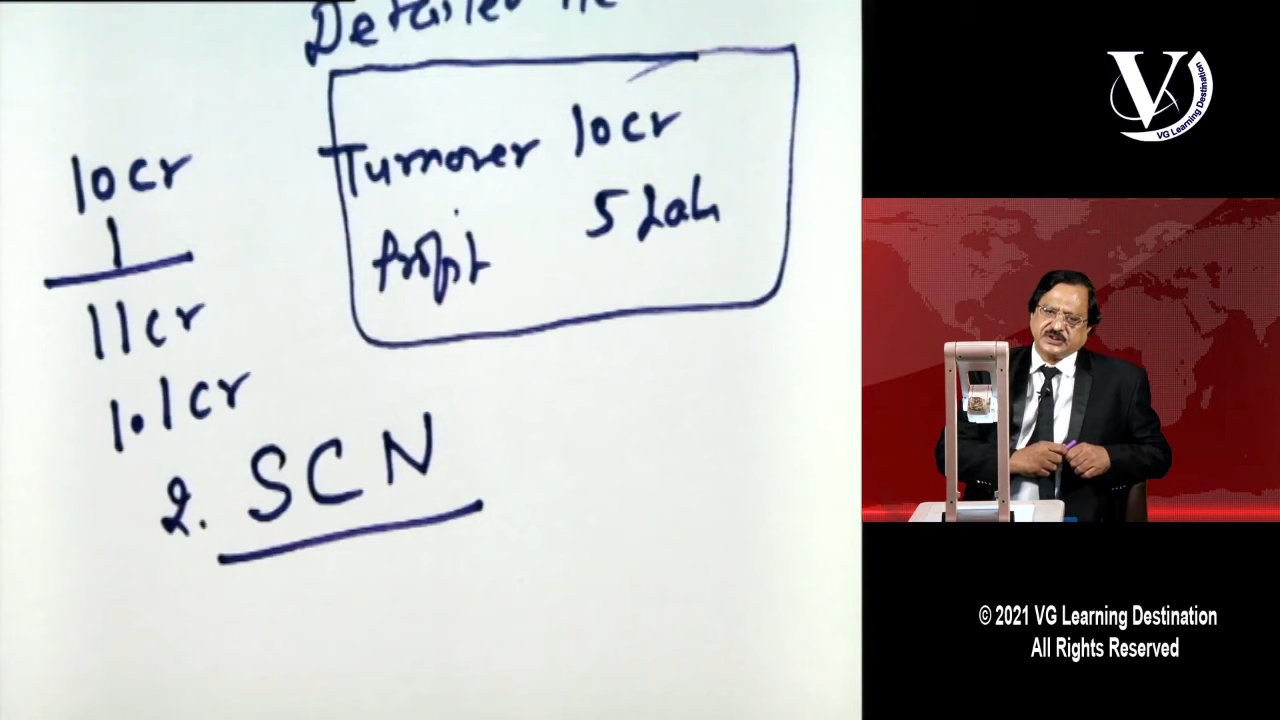 Detailed
Turnover 10cr
Profit 5 Lakh
10cr
1
11cr
1.1cr
2. SCN
V
VG Learning Destination
© 2021 VG Learning Destination
All Rights Reserved